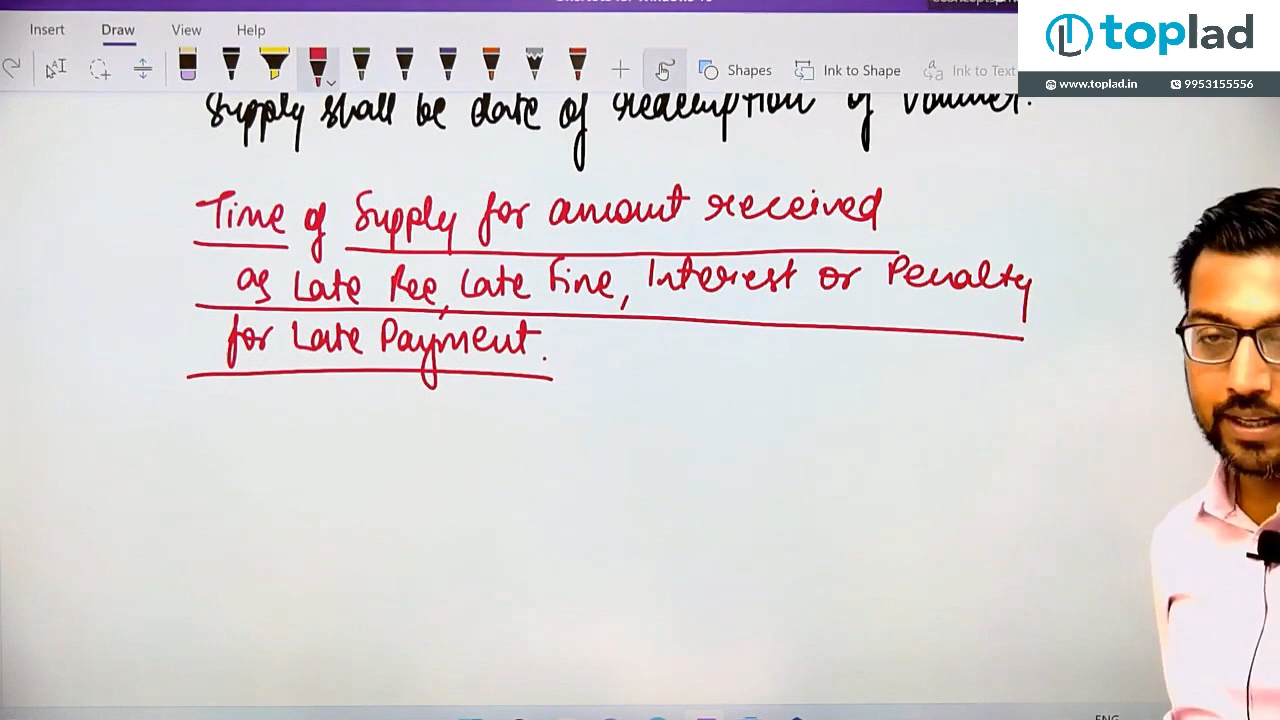 Insert Draw View Help
toplad
www.toplad.in 9953155556
Shapes Ink to Shape Ink to Text
Supply shall be date of redemption of voucher.
Time of Supply for amount received
as Late Fee, Late Fine, Interest or Penalty
for Late Payment.
ENG